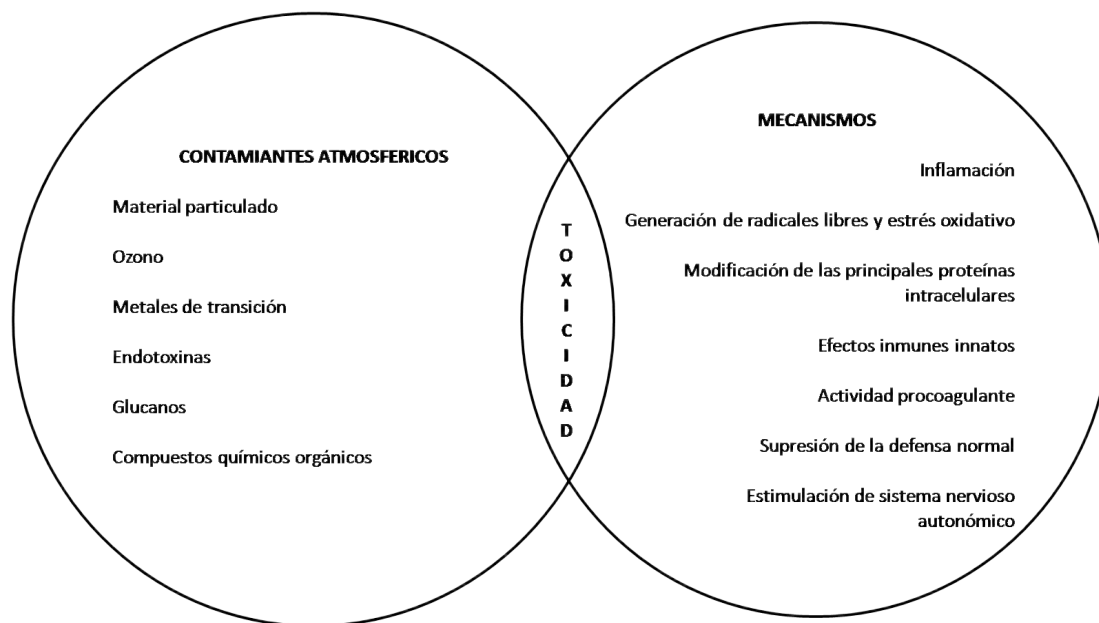 CONTAMIANTES ATMOSFERICOS
Material particulado
Ozono
Metales de transición
Endotoxinas
Glucanos
Compuestos químicos orgánicos
TOXICIDAD
MECANISMOS
Inflamación
Generación de radicales libres y estrés oxidativo
Modificación de las principales proteínas
intracelulares
Efectos inmunes innatos
Actividad procoagulante
Supresión de la defensa normal
Estimulación de sistema nervioso
autonómico